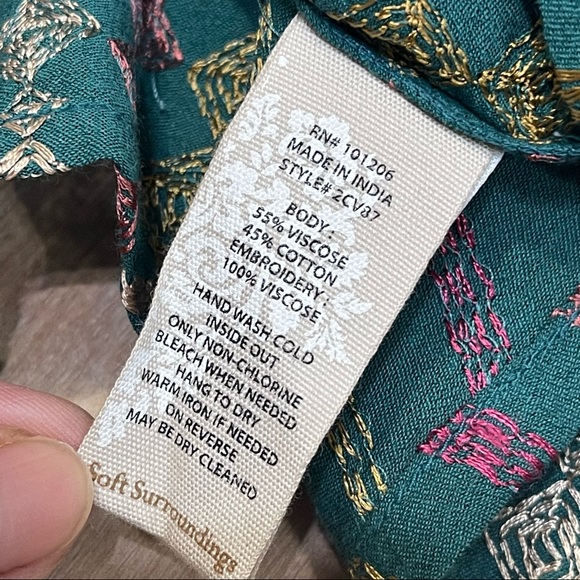 RN# 101206
MADE IN INDIA
STYLE# 2CV87
BODY :
55% VISCOSE
45% COTTON
EMBROIDERY :
100% VISCOSE
HAND WASH COLD
INSIDE OUT
ONLY NON-CHLORINE
BLEACH WHEN NEEDED
HANG TO DRY
WARM IRON IF NEEDED
ON REVERSE
MAY BE DRY CLEANED
Soft Surroundings